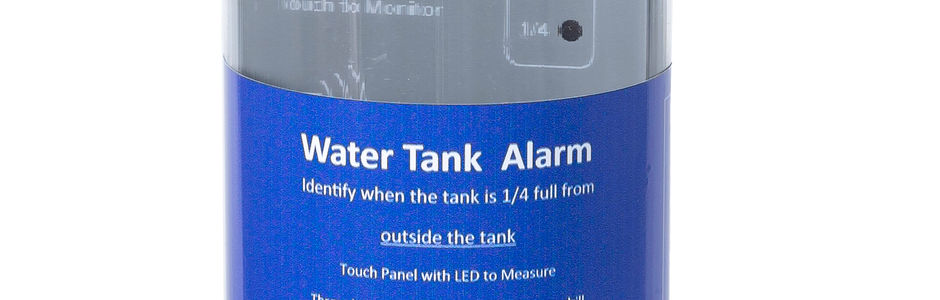 Touch to Monitor
1/4
Water Tank Alarm
Identify when the tank is 1/4 full from
outside the tank
Touch Panel with LED to Measure